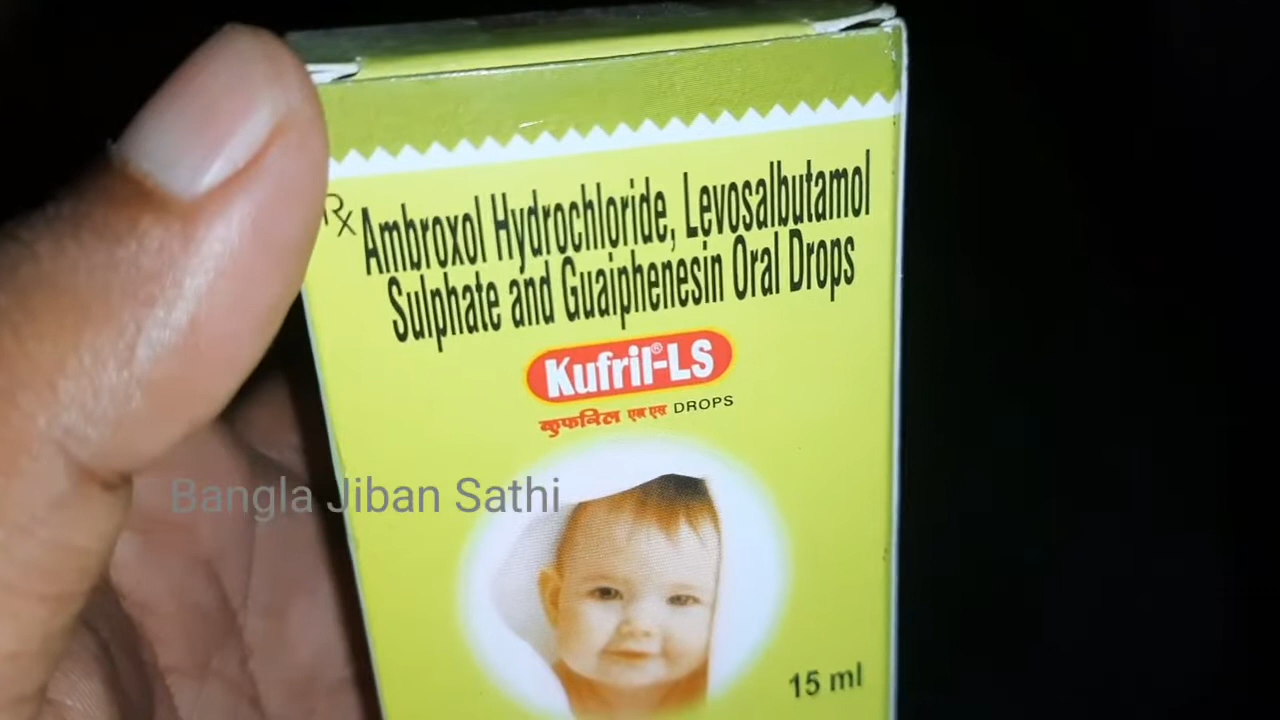 Rx Ambroxol Hydrochloride, Levosalbutamol
Sulphate and Guaiphenesin Oral Drops
Kufril®-LS
कुफ्रिल एल एस DROPS
Bangla Jiban Sathi
15 ml